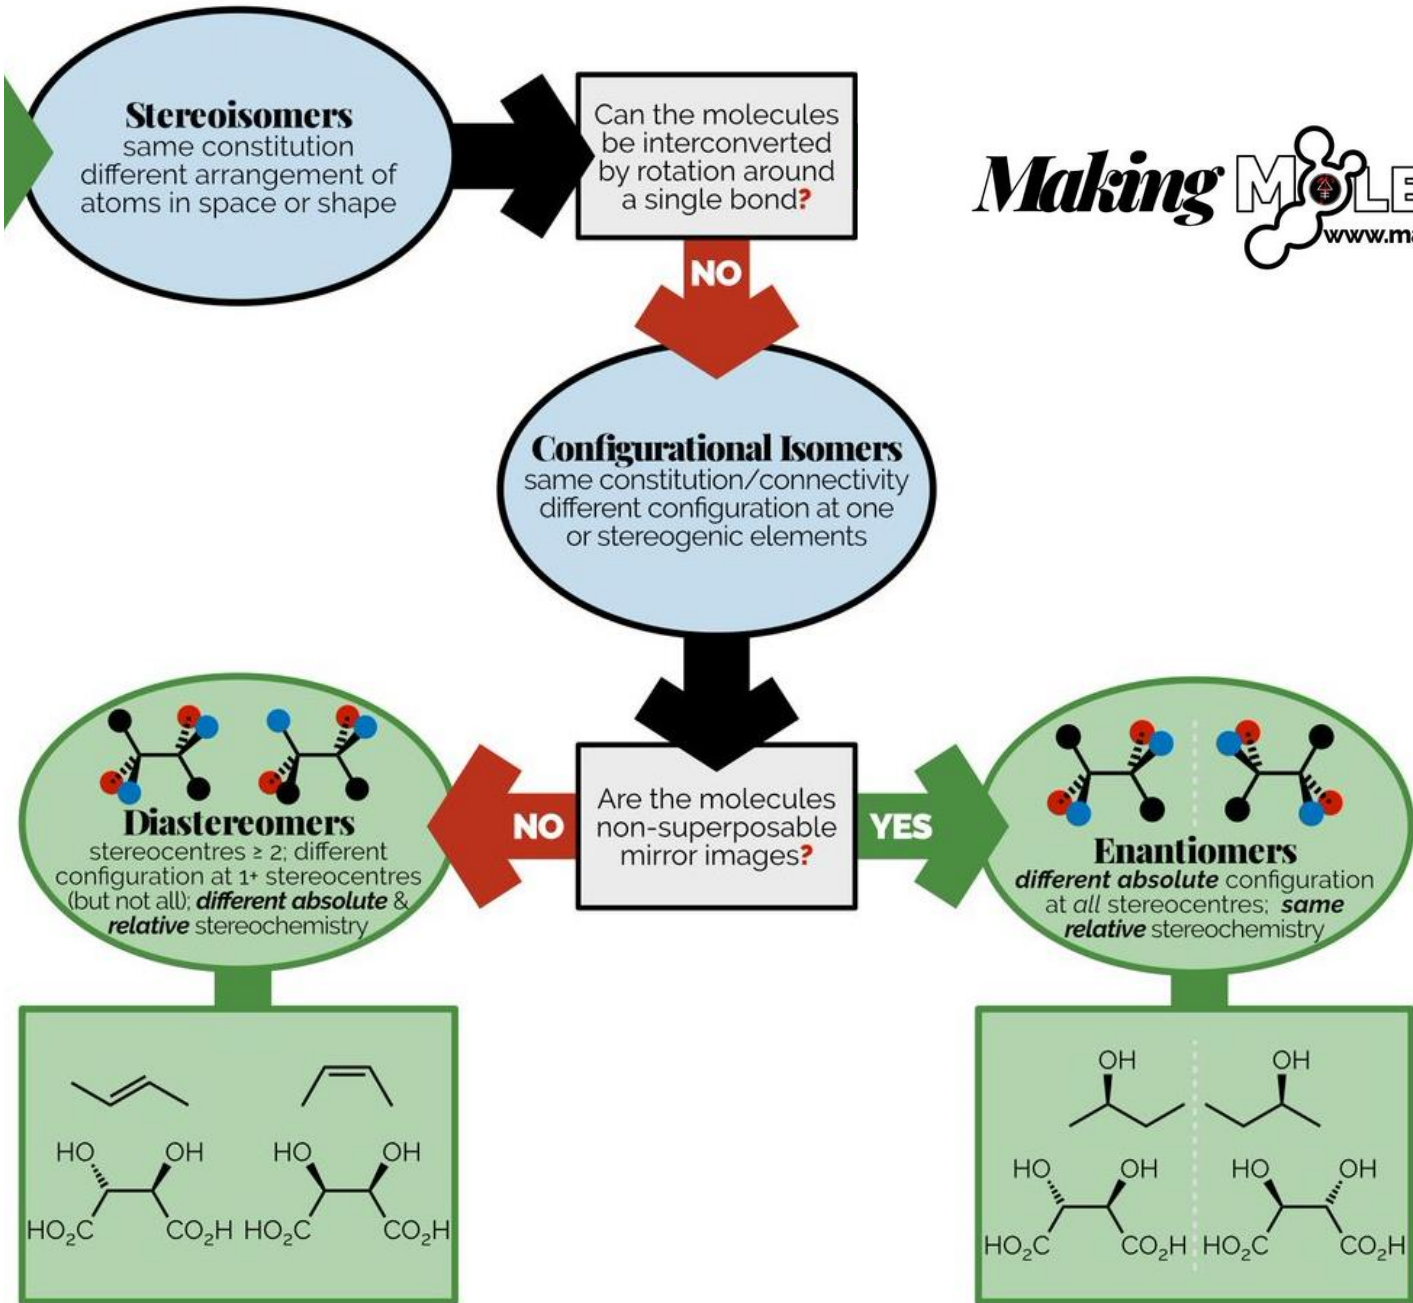 Stereoisomers
same constitution
different arrangement of
atoms in space or shape
Can the molecules
be interconverted
by rotation around
a single bond?
Making MOLE
www.ma
NO
Configurational Isomers
same constitution/connectivity
different configuration at one
or stereogenic elements
Are the molecules
non-superposable
mirror images?
NO
YES
Diastereomers
stereocentres ≥ 2; different
configuration at 1+ stereocentres
(but not all); different absolute &
relative stereochemistry
Enantiomers
different absolute configuration
at all stereocentres; same
relative stereochemistry
HO OH HO OH
HO₂C CO₂H HO₂C CO₂H
OH OH
HO OH HO OH
HO₂C CO₂H HO₂C CO₂H